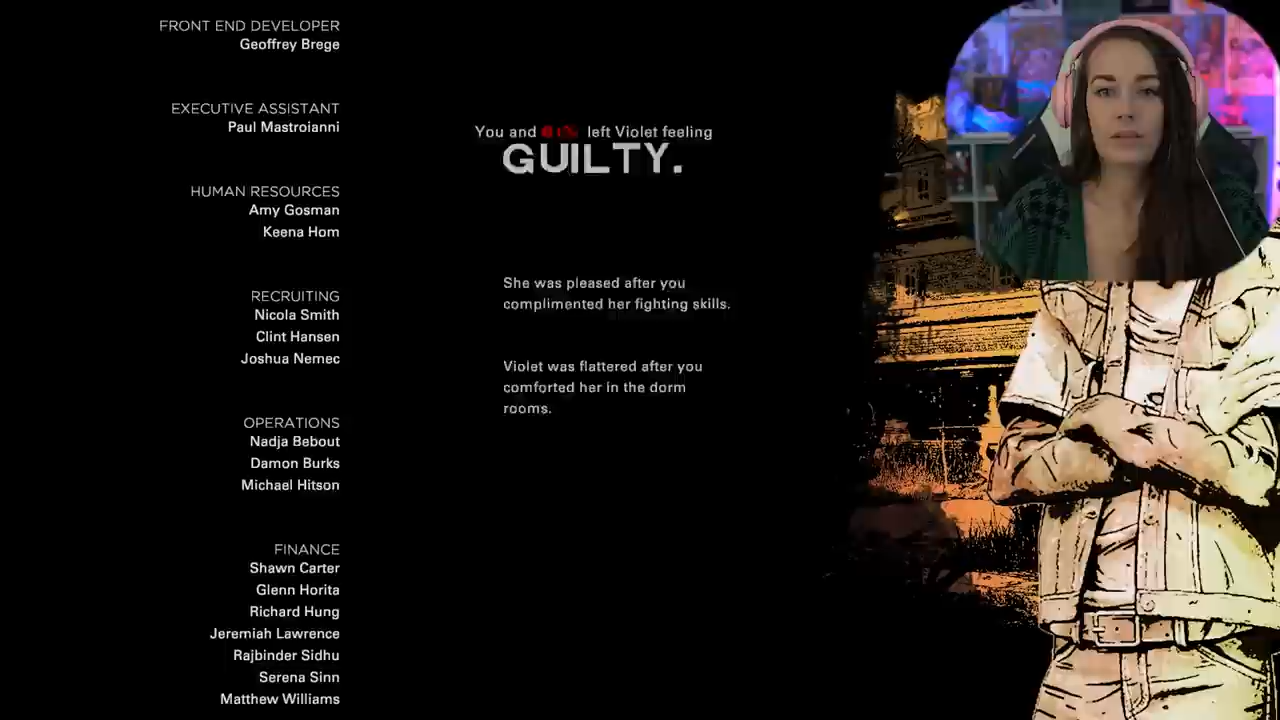 FRONT END DEVELOPER
Geoffrey Brege
EXECUTIVE ASSISTANT
Paul Mastroianni
HUMAN RESOURCES
Amy Gosman
Keena Hom
RECRUITING
Nicola Smith
Clint Hansen
Joshua Nemec
OPERATIONS
Nadja Bebout
Damon Burks
Michael Hitson
FINANCE
Shawn Carter
Glenn Horita
Richard Hung
Jeremiah Lawrence
Rajbinder Sidhu
Serena Sinn
Matthew Williams
You and left Violet feeling
GUILTY.
She was pleased after you
complimented her fighting skills.
Violet was flattered after you
comforted her in the dorm
rooms.